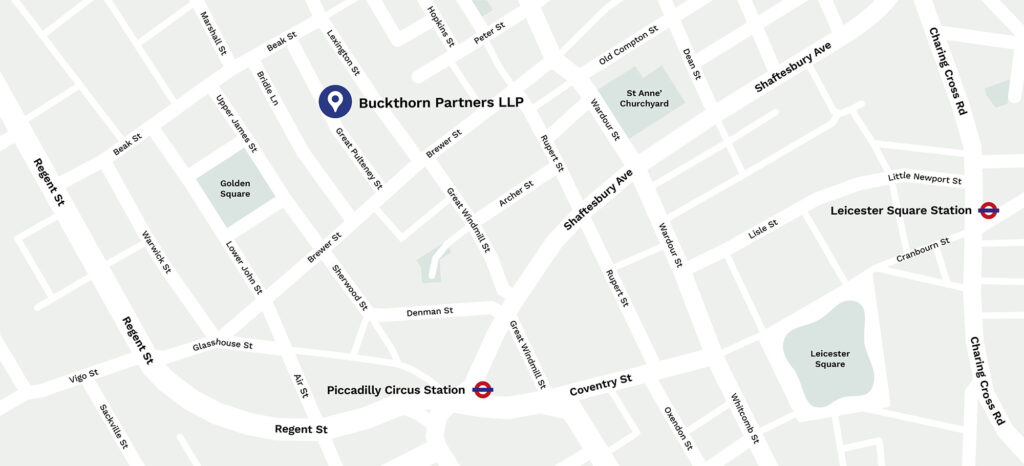 Marshall St
Beak St
Lexington St
Hopkins St
Peter St
Old Compton St
Dean St
Shaftesbury Ave
Charing Cross Rd
Bridle Ln
Upper James St
Buckthorn Partners LLP
St Anne'
Churchyard
Wardour St
Beak St
Great Pulteney St
Brewer St
Rupert St
Regent St
Golden
Square
Archer St
Shaftesbury Ave
Little Newport St
Leicester Square Station
Great Windmill St
Warwick St
Lower John St
Brewer St
Sherwood St
Wardour St
Lisle St
Cranbourn St
Rupert St
Denman St
Regent St
Glasshouse St
Great Windmill St
Leicester
Square
Charing Cross Rd
Vigo St
Air St
Piccadilly Circus Station
Coventry St
Sackville St
Regent St
Oxendon St
Whitcomb St